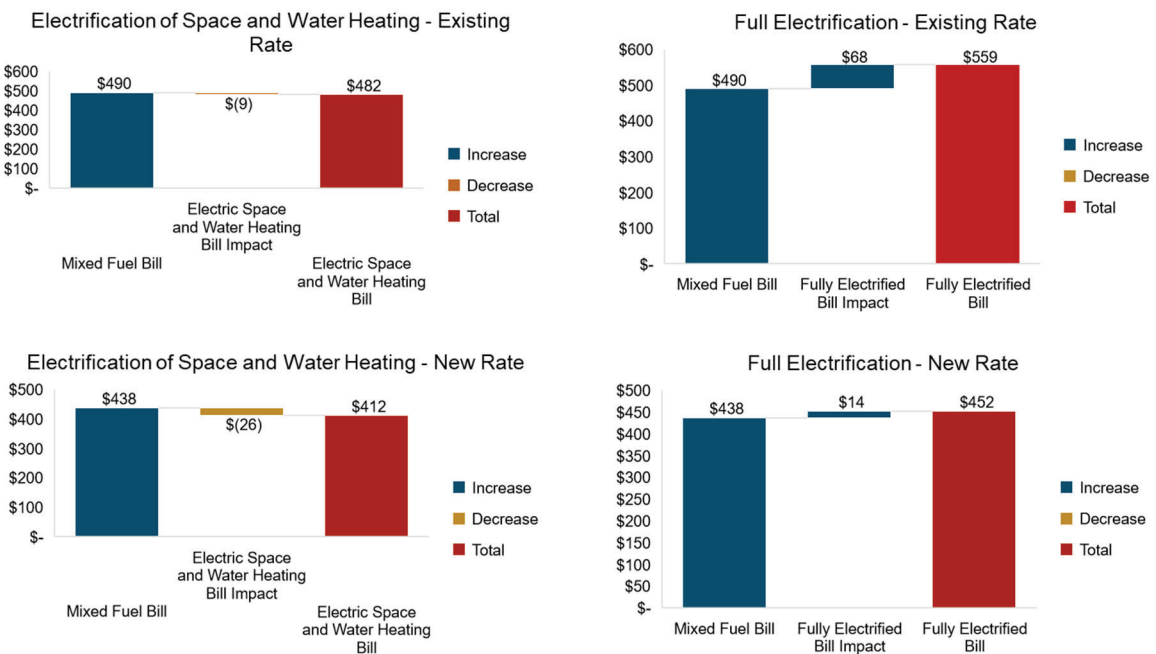 Electrification of Space and Water Heating - Existing
Rate
$600
$500
$400
$300
$200
$100
$-
$490
$(9)
$482
Mixed Fuel Bill
Electric Space
and Water Heating
Bill Impact
Electric Space
and Water Heating
Bill
Increase
Decrease
Total
Full Electrification - Existing Rate
$600
$500
$400
$300
$200
$100
$-
$490
$68
$559
Mixed Fuel Bill
Fully Electrified
Bill Impact
Fully Electrified
Bill
Increase
Decrease
Total
Electrification of Space and Water Heating - New Rate
$500
$400
$300
$200
$100
$-
$438
$(26)
$412
Mixed Fuel Bill
Electric Space
and Water Heating
Bill Impact
Electric Space
and Water Heating
Bill
Increase
Decrease
Total
Full Electrification - New Rate
$500
$450
$400
$350
$300
$250
$200
$150
$100
$50
$-
$438
$14
$452
Mixed Fuel Bill
Fully Electrified
Bill Impact
Fully Electrified
Bill
Increase
Decrease
Total